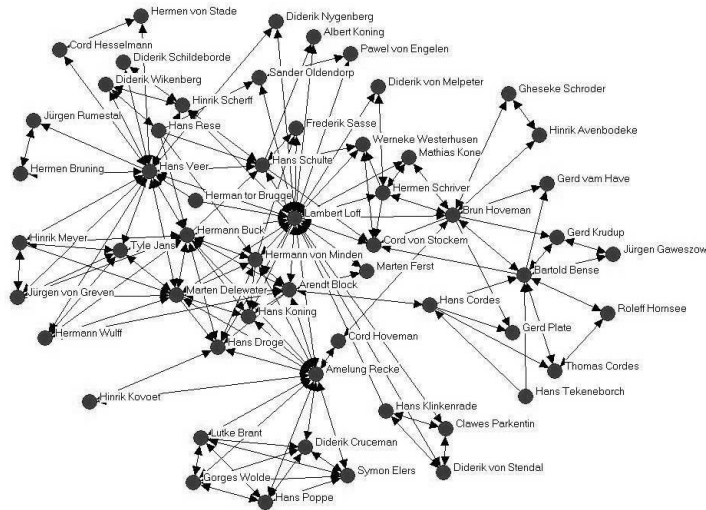 Hermen von Stade
Diderik Nygenberg
Albert Koning
Cord Hesselmann
Pawel von Engelen
Diderik Schildeborde
Sander Oldendorp
Diderik Wikenberg
Diderik von Melpeter
Gheseke Schroder
Hinrik Scherff
Jürgen Rumestal
Hans Rese
Frederik Sasse
Hinrik Avenbodeke
Werneke Westerhusen
Mathias Kone
Hermen Bruning
Hans Veer
Hans Schulte
Gerd vam Have
Hermen Schriver
Herman tor Brugge
Lambert Loff
Brun Hoveman
Hermann Buck
Gerd Krudup
Hinrik Meyer
Tyle Jans
Cord von Stockem
Jürgen Gaweszow
Hermann von Minden
Marten Ferst
Bartold Bense
Arendt Block
Jürgen von Greven
Marten Delewater
Hans Cordes
Roleff Hornsee
Hans Koning
Hermann Wulff
Gerd Plate
Hans Droge
Cord Hoveman
Thomas Cordes
Amelung Recke
Hans Tekeneborch
Hinrik Kovoet
Hans Klinkenrade
Clawes Parkentin
Lutke Brant
Diderik Cruceman
Diderik von Stendal
Symon Elers
Gorges Wolde
Hans Poppe